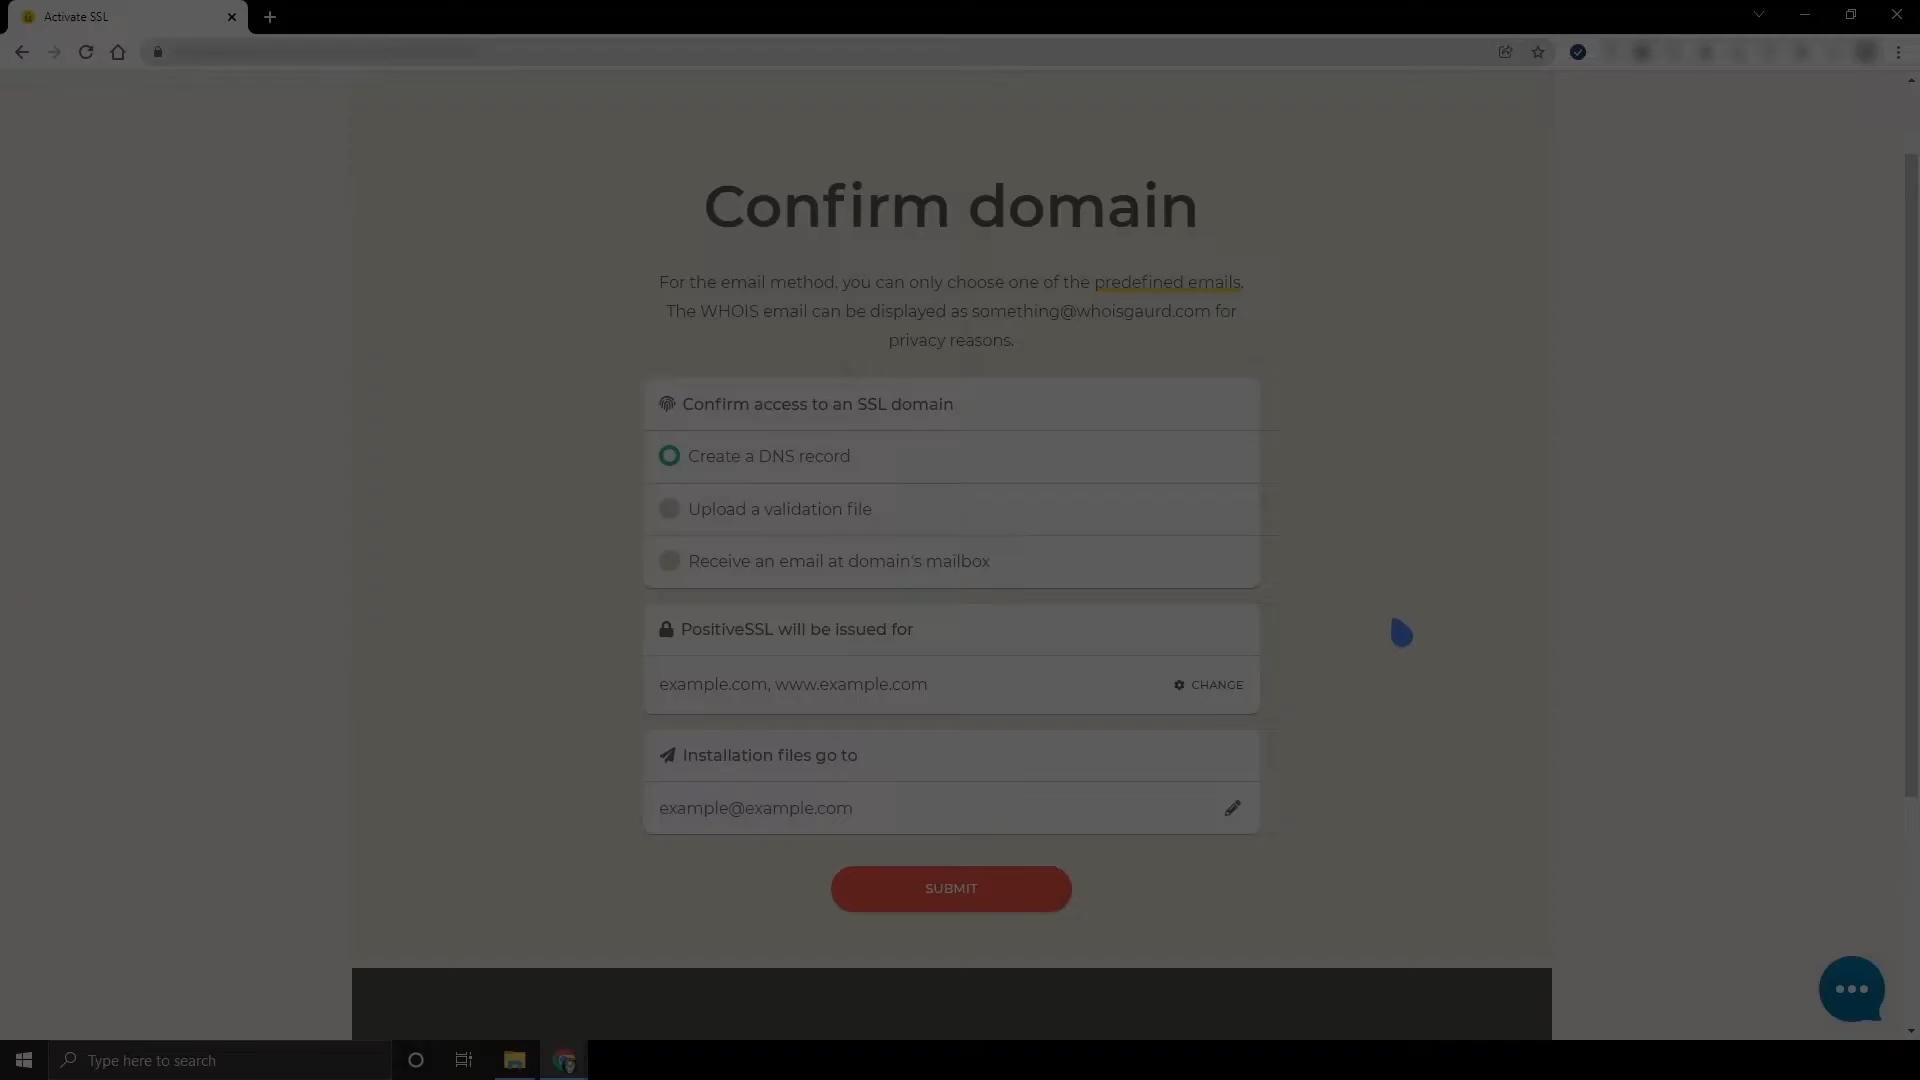 Activate SSL
Confirm domain
For the email method, you can only choose one of the predefined emails.
The WHOIS email can be displayed as something@whoisgaurd.com for
privacy reasons.
Confirm access to an SSL domain
Create a DNS record
Upload a validation file
Receive an email at domain's mailbox
PositiveSSL will be issued for
example.com, www.example.com
CHANGE
Installation files go to
example@example.com
SUBMIT
Type here to search